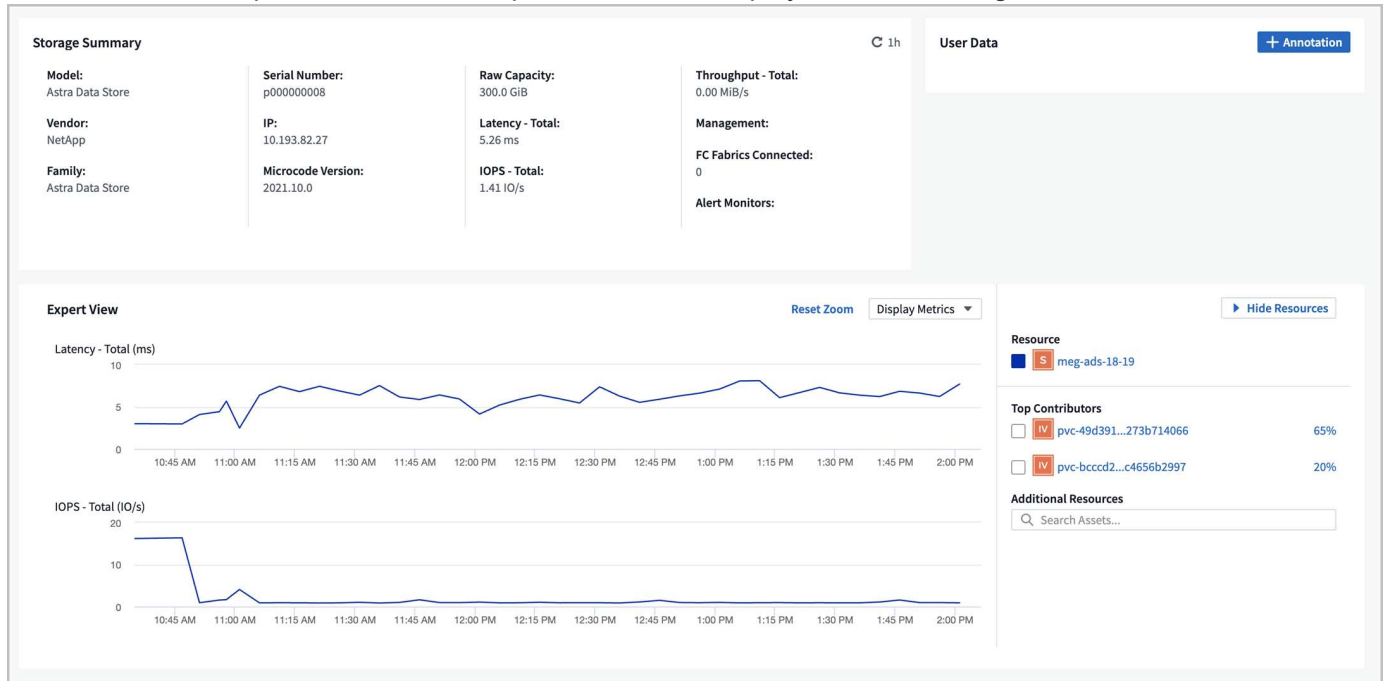 Storage Summary
1h
Model:
Astra Data Store
Vendor:
NetApp
Family:
Astra Data Store
Serial Number:
p000000008
IP:
10.193.82.27
Microcode Version:
2021.10.0
Raw Capacity:
300.0 GiB
Latency - Total:
5.26 ms
IOPS - Total:
1.41 IO/s
Throughput - Total:
0.00 MiB/s
Management:
FC Fabrics Connected:
0
Alert Monitors:
User Data
+ Annotation
Expert View
Reset Zoom
Display Metrics
Latency - Total (ms)
10
5
0
10:45 AM 11:00 AM 11:15 AM 11:30 AM 11:45 AM 12:00 PM 12:15 PM 12:30 PM 12:45 PM 1:00 PM 1:15 PM 1:30 PM 1:45 PM 2:00 PM
IOPS - Total (IO/s)
20
10
0
10:45 AM 11:00 AM 11:15 AM 11:30 AM 11:45 AM 12:00 PM 12:15 PM 12:30 PM 12:45 PM 1:00 PM 1:15 PM 1:30 PM 1:45 PM 2:00 PM
Hide Resources
Resource
S meg-ads-18-19
Top Contributors
IV pvc-49d391...273b714066 65%
IV pvc-bcccd2...c4656b2997 20%
Additional Resources
Search Assets...